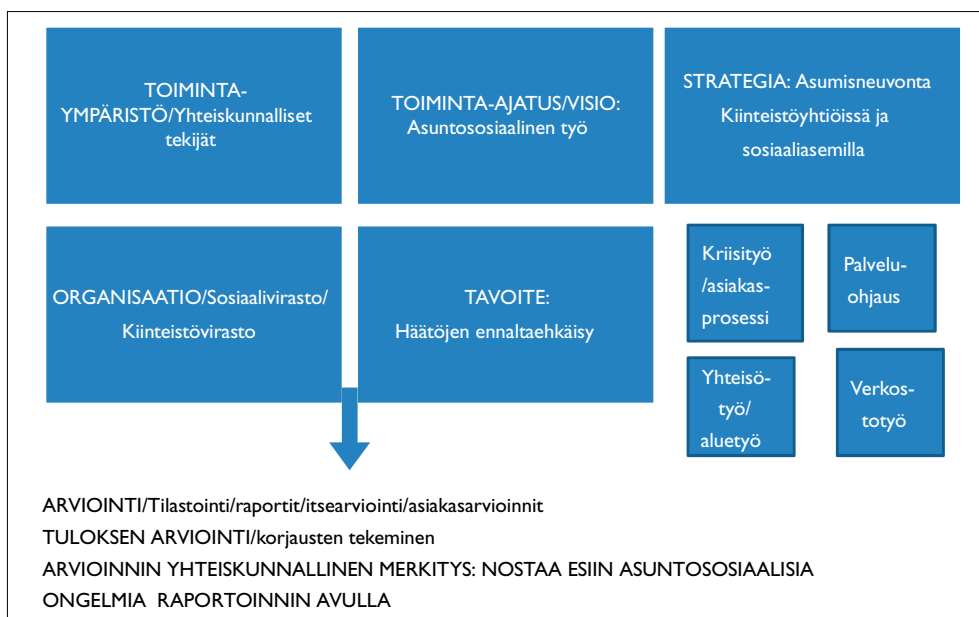 TOIMINTA-
YMPÄRISTÖ/Yhteiskunnalliset
tekijät
TOIMINTA-AJATUS/VISIO:
Asuntososiaalinen työ
STRATEGIA: Asumisneuvonta
Kiinteistöyhtiöissä ja
sosiaaliasemilla
ORGANISAATIO/Sosiaalivirasto/
Kiinteistövirasto
TAVOITE:
Häätöjen ennaltaehkäisy
Kriisityö
/asiakas-
prosessi
Palvelu-
ohjaus
Yhteisö-
työ/
aluetyö
Verkos-
totyö
ARVIOINTI/Tilastointi/raportit/itsearviointi/asiakasarvioinnit
TULOKSEN ARVIOINTI/korjausten tekeminen
ARVIOINNIN YHTEISKUNNALLINEN MERKITYS: NOSTAA ESIIN ASUNTOSOSIAALISIA
ONGELMIA RAPORTOINNIN AVULLA